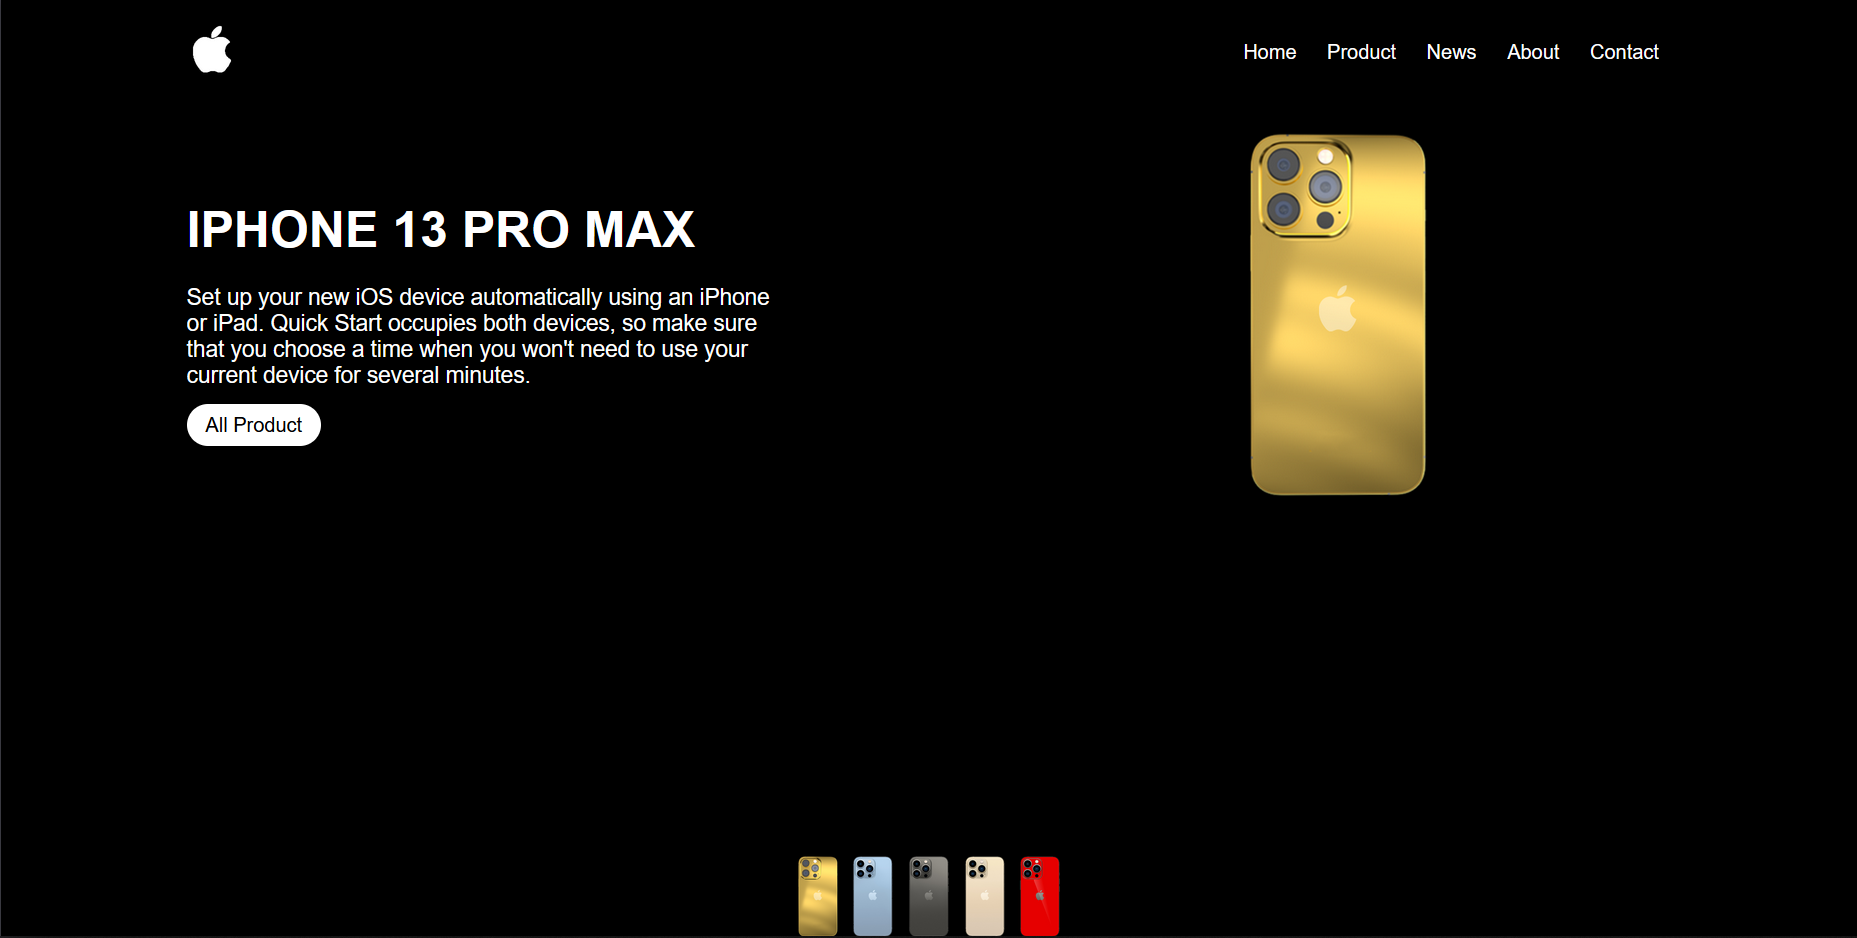 Home Product News About Contact
IPHONE 13 PRO MAX
Set up your new iOS device automatically using an iPhone
or iPad. Quick Start occupies both devices, so make sure
that you choose a time when you won't need to use your
current device for several minutes.
All Product